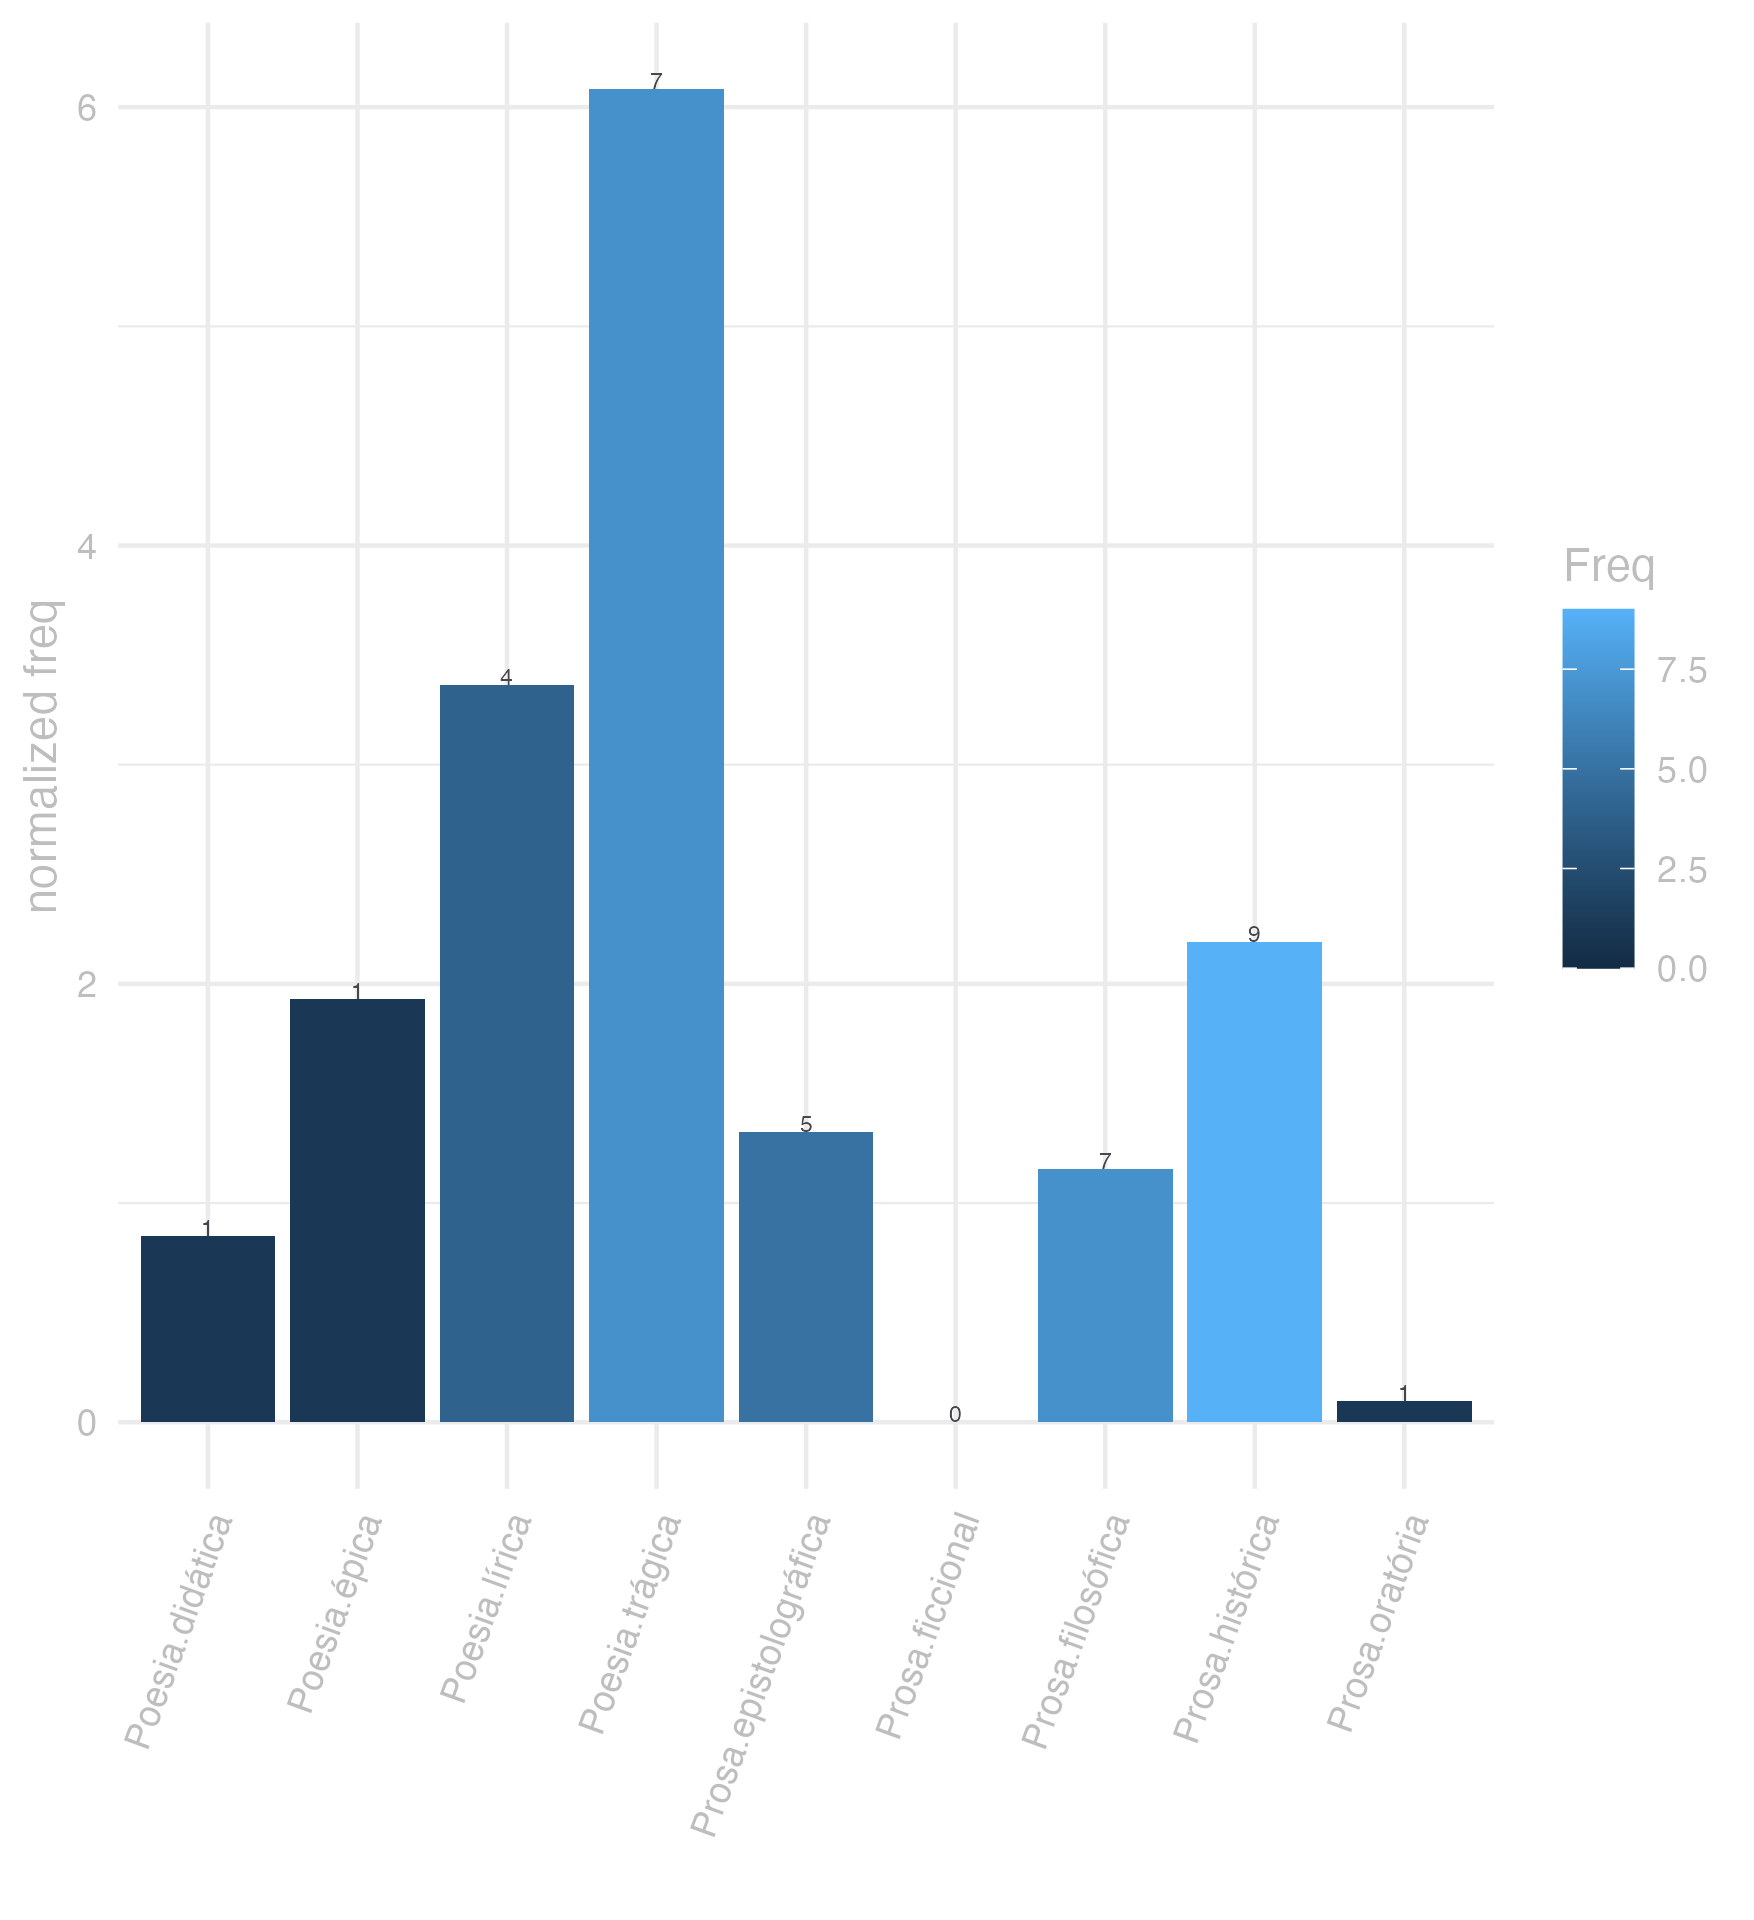 7
6
4
4
9
2
1
5
7
1
1
0
0
normalized freq
Poesia.didática
Poesia.épica
Poesia.lírica
Poesia.trágica
Prosa.epistolográfica
Prosa.ficcional
Prosa.filosófica
Prosa.histórica
Prosa.oratória
Freq
7.5
5.0
2.5
0.0